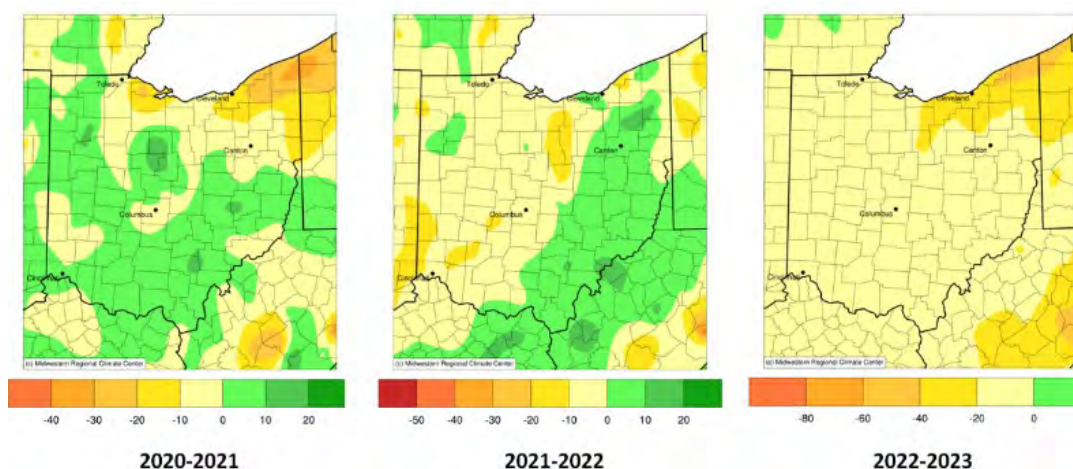 Toledo
Cleveland
Canton
Columbus
Cincinnati
(c) Midwestern Regional Climate Center
-40 -30 -20 -10 0 10 20
2020-2021
Toledo
Cleveland
Canton
Columbus
Cincinnati
(c) Midwestern Regional Climate Center
-50 -40 -30 -20 -10 0 10 20
2021-2022
Toledo
Cleveland
Canton
Columbus
Cincinnati
(c) Midwestern Regional Climate Center
-80 -60 -40 -20 0
2022-2023